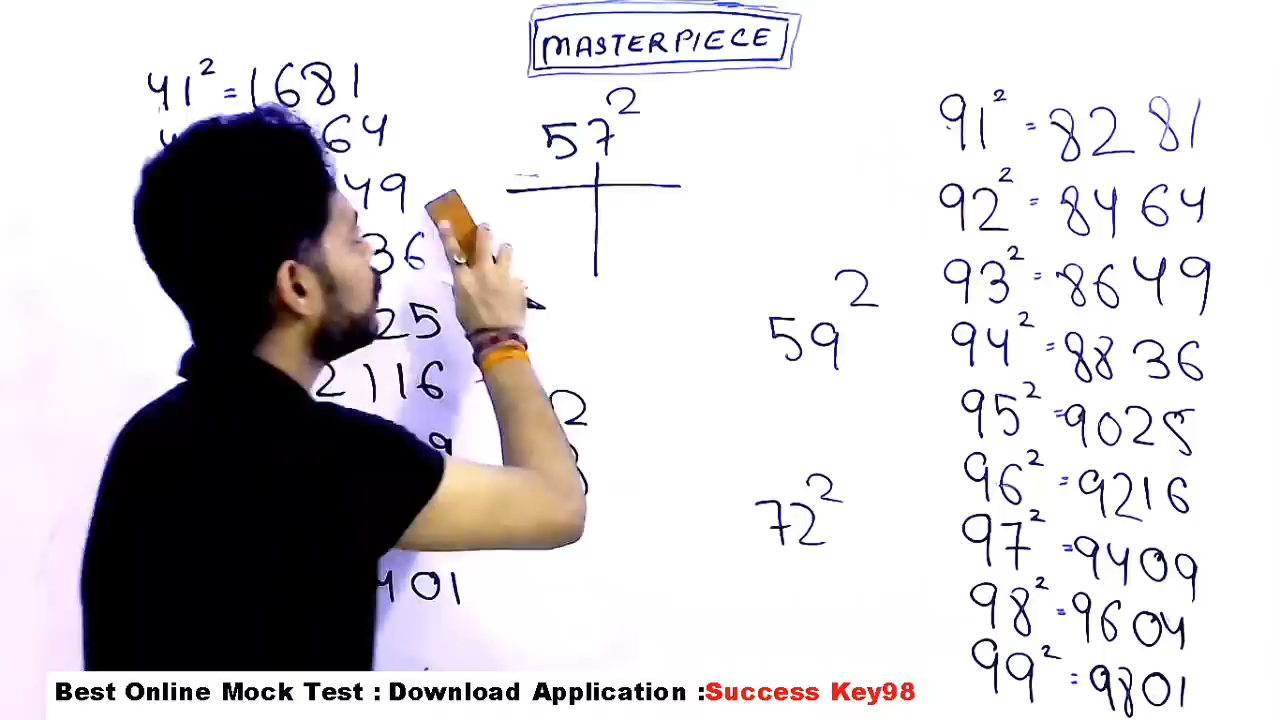 MASTERPIECE
41² = 1681
64
49
36
25
2116
9
401
57²
2
59²
72²
91² = 8281
92² = 8464
93² = 8649
94² = 8836
95² = 9025
96² = 9216
97² = 9409
98² = 9604
99² = 9801
Best Online Mock Test : Download Application :Success Key98